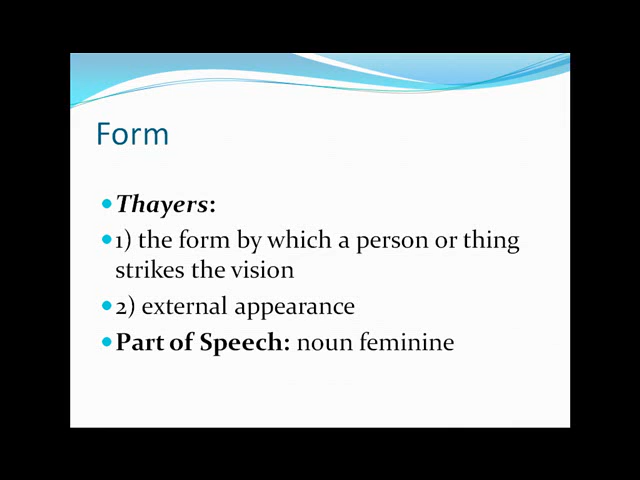 Form
Thayers:
1) the form by which a person or thing
strikes the vision
2) external appearance
Part of Speech: noun feminine